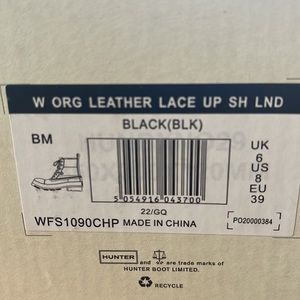 W ORG LEATHER LACE UP SH LND
BLACK(BLK)
BM
UK
6
US
8
EU
39
5 054916 043700
22/GQ
WFS1090CHP MADE IN CHINA
PO20000384
HUNTER and are trade marks of
HUNTER BOOT LIMITED.
RECYCLE